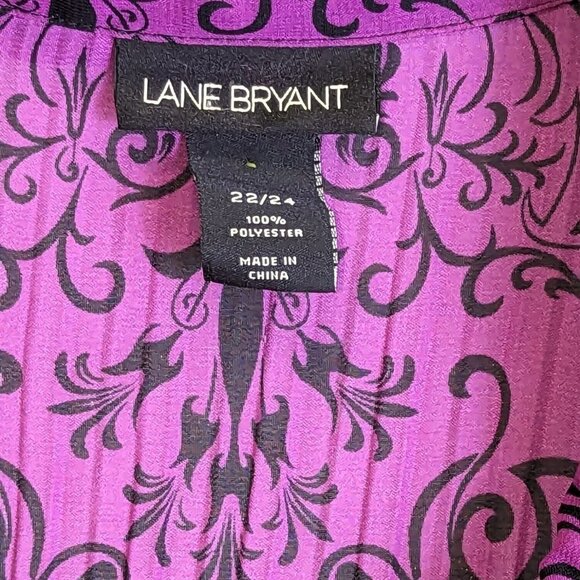 LANE BRYANT
22/24
100%
POLYESTER
MADE IN
CHINA